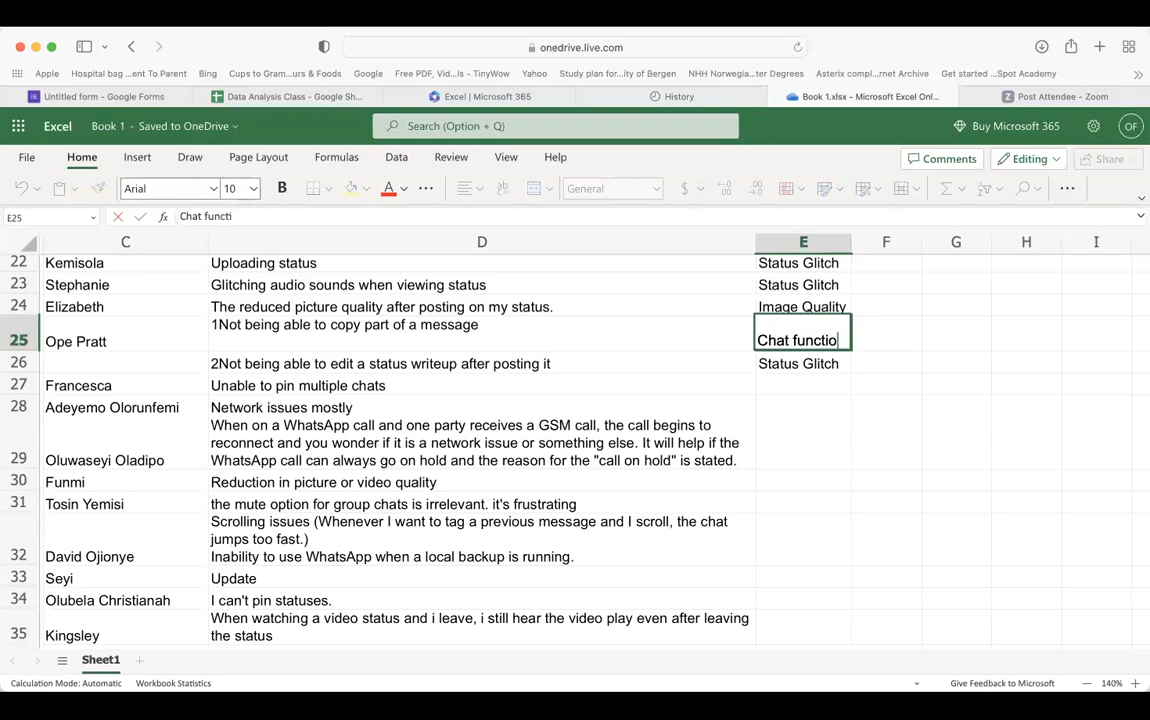 onedrive.live.com
Apple Hospital bag ...ent To Parent Bing Cups to Gram...urs & Foods Google Free PDF, Vid...ls - TinyWow Yahoo Study plan for...ity of Bergen NHH Norwegia...ter Degrees Asterix compl...rnet Archive Get started ...Spot Academy
Untitled form - Google Forms Data Analysis Class - Google Sh... Excel | Microsoft 365 History Book 1.xlsx - Microsoft Excel Onl... Z Post Attendee - Zoom
Excel Book 1 - Saved to OneDrive Search (Option + Q) Buy Microsoft 365 OF
File Home Insert Draw Page Layout Formulas Data Review View Help Comments Editing Share
Arial 10 B A ab General $ .00 .00
E25 fx Chat functi
C D E F G H I
22 Kemisola Uploading status Status Glitch
23 Stephanie Glitching audio sounds when viewing status Status Glitch
24 Elizabeth The reduced picture quality after posting on my status. Image Quality
1Not being able to copy part of a message
25 Ope Pratt Chat functio
26 2Not being able to edit a status writeup after posting it Status Glitch
27 Francesca Unable to pin multiple chats
28 Adeyemo Olorunfemi Network issues mostly
When on a WhatsApp call and one party receives a GSM call, the call begins to
reconnect and you wonder if it is a network issue or something else. It will help if the
29 Oluwaseyi Oladipo WhatsApp call can always go on hold and the reason for the "call on hold" is stated.
30 Funmi Reduction in picture or video quality
31 Tosin Yemisi the mute option for group chats is irrelevant. it's frustrating
Scrolling issues (Whenever I want to tag a previous message and I scroll, the chat
jumps too fast.)
32 David Ojionye Inability to use WhatsApp when a local backup is running.
33 Seyi Update
34 Olubela Christianah I can't pin statuses.
When watching a video status and i leave, i still hear the video play even after leaving
35 Kingsley the status
Sheet1
Calculation Mode: Automatic Workbook Statistics Give Feedback to Microsoft 140%